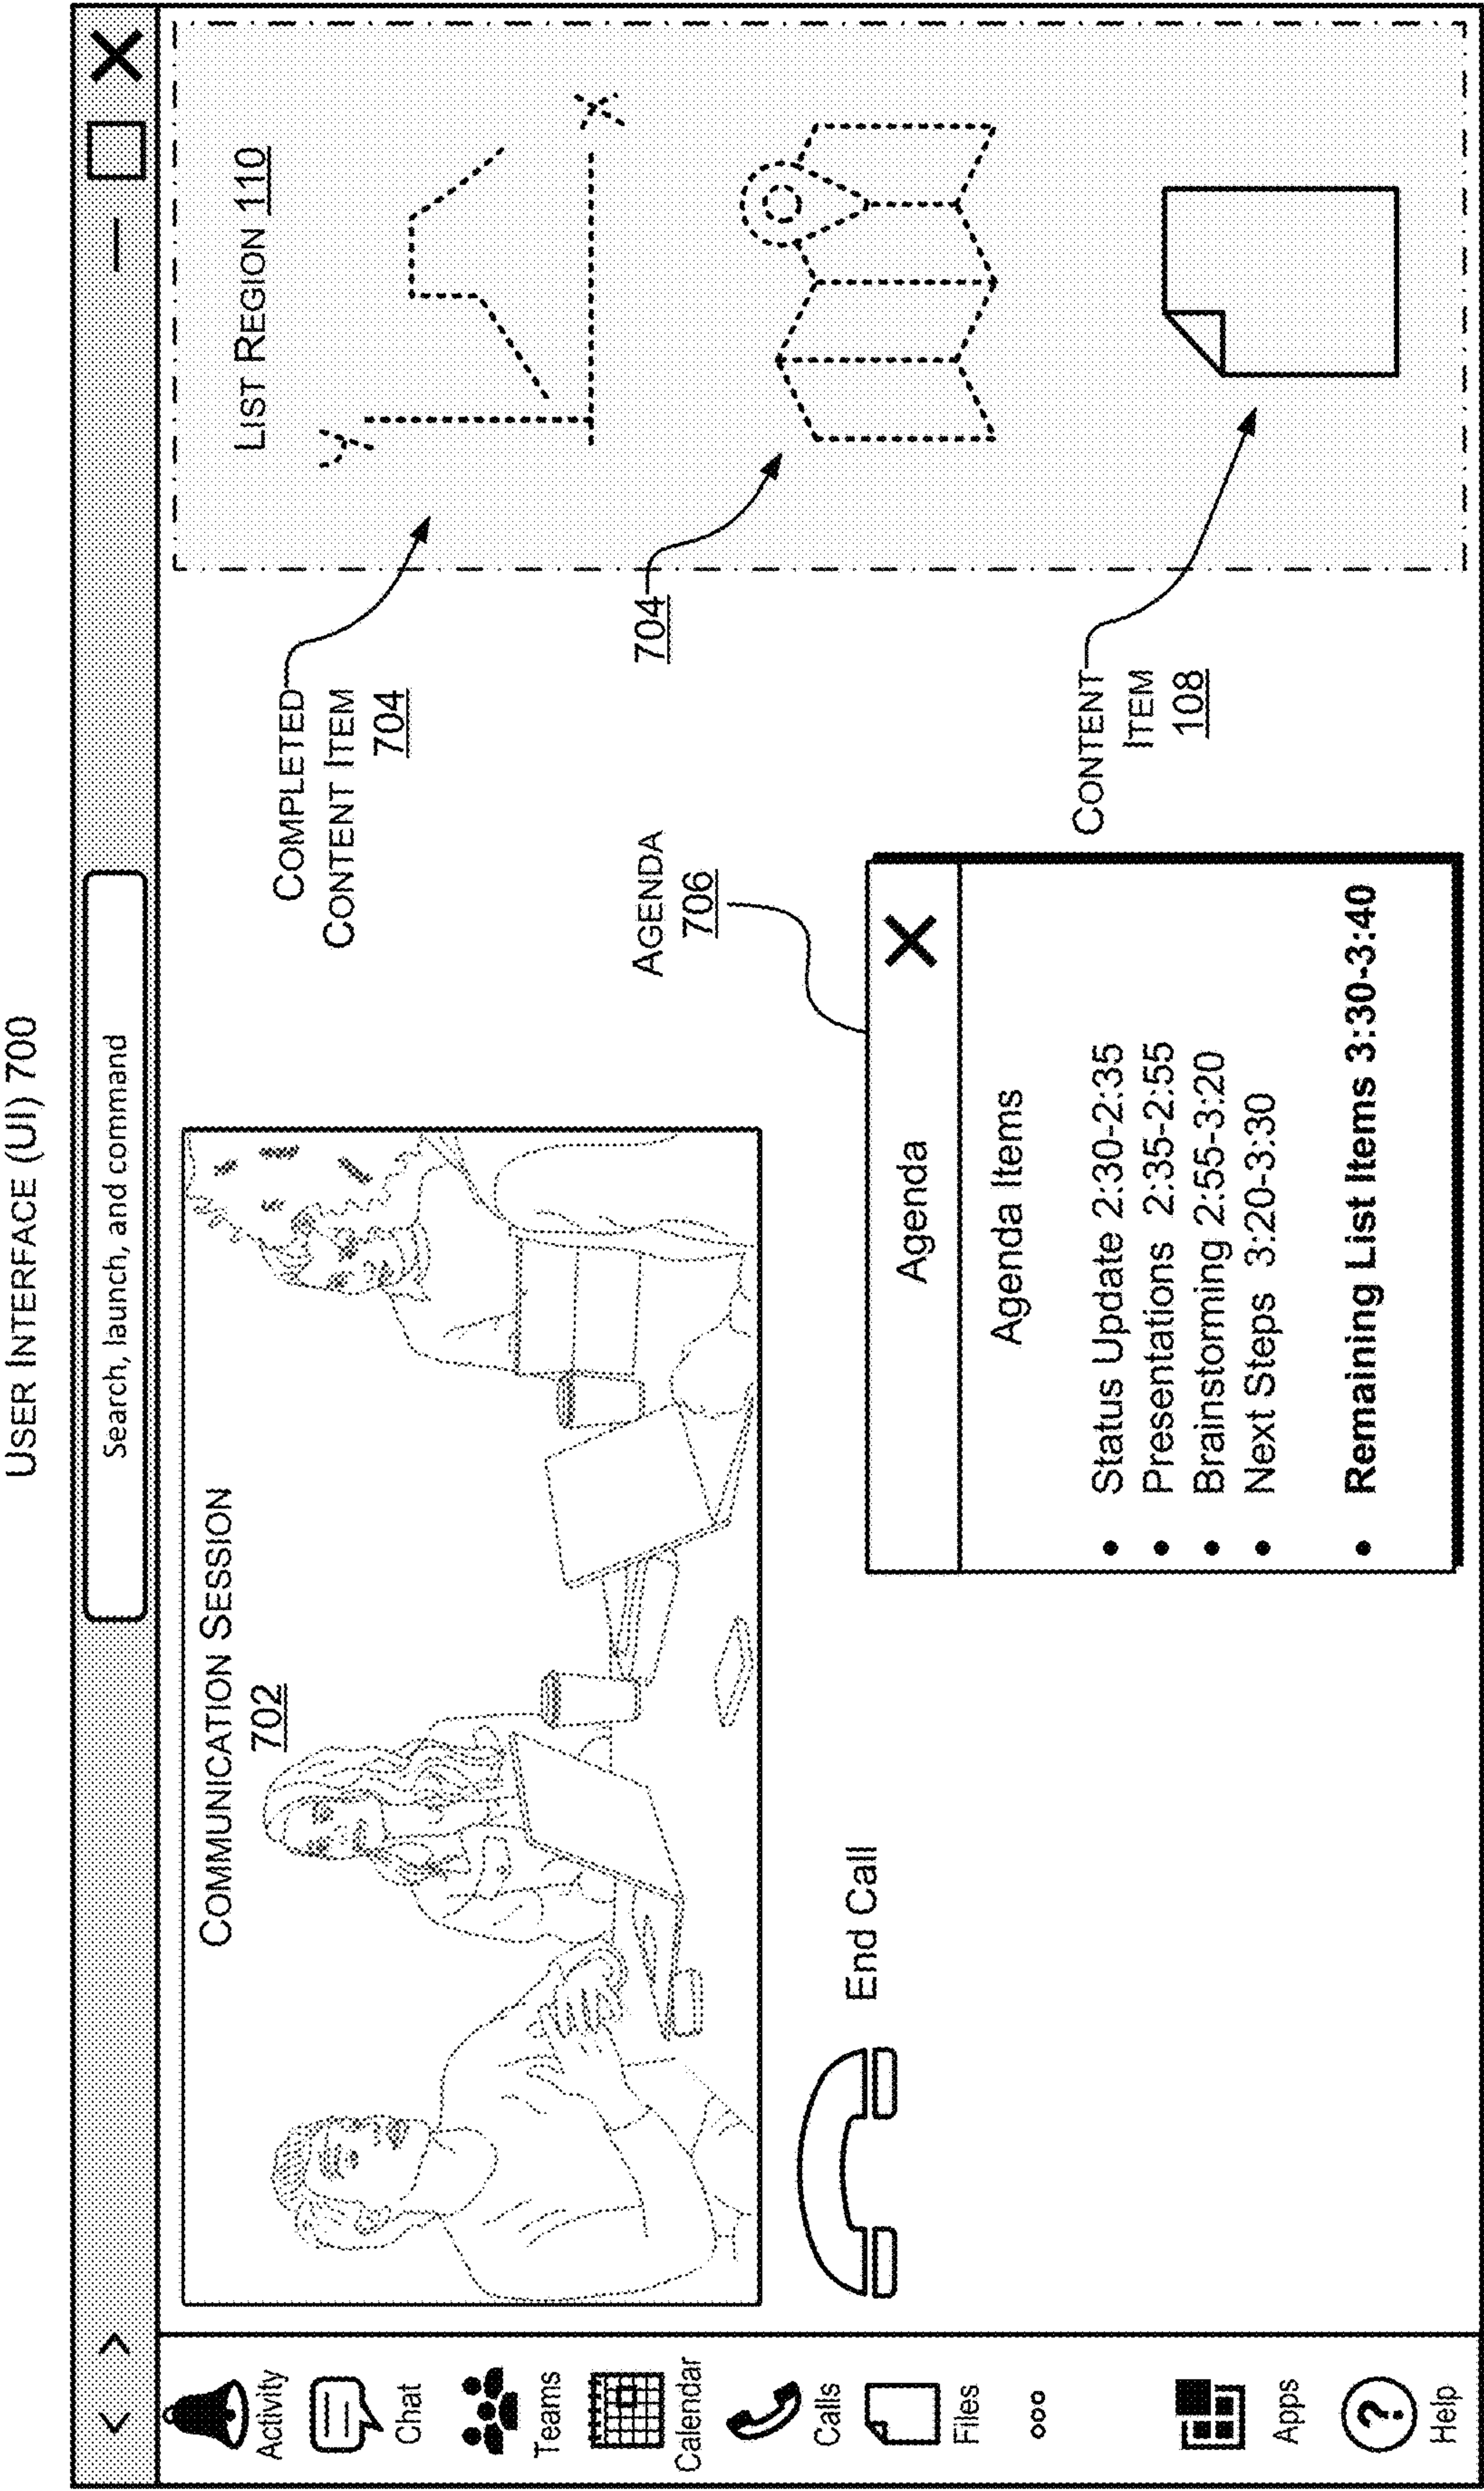 USER INTERFACE (UI) 700
< >
Search, launch, and command
Activity
Chat
Teams
Calendar
Calls
Files
Apps
?
Help
COMMUNICATION SESSION
702
End Call
AGENDA
706
Agenda
Agenda Items
• Status Update 2:30-2:35
• Presentations 2:35-2:55
• Brainstorming 2:55-3:20
• Next Steps 3:20-3:30
• Remaining List Items 3:30-3:40
COMPLETED
CONTENT ITEM
704
704
CONTENT
ITEM
108
LIST REGION 110
y
x